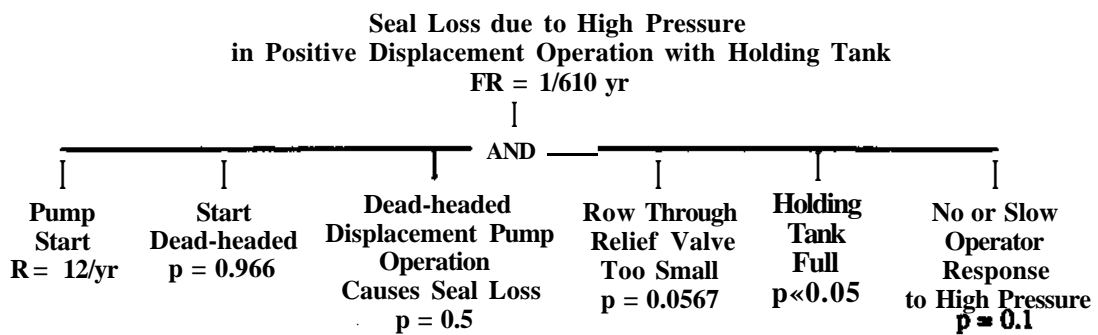 Seal Loss due to High Pressure
in Positive Displacement Operation with Holding Tank
FR = 1/610 yr
AND
Pump
Start
R = 12/yr
Start
Dead-headed
p = 0.966
Dead-headed
Displacement Pump
Operation
Causes Seal Loss
p = 0.5
Row Through
Relief Valve
Too Small
p = 0.0567
Holding
Tank
Full
p«0.05
No or Slow
Operator
Response
to High Pressure
p = 0.1